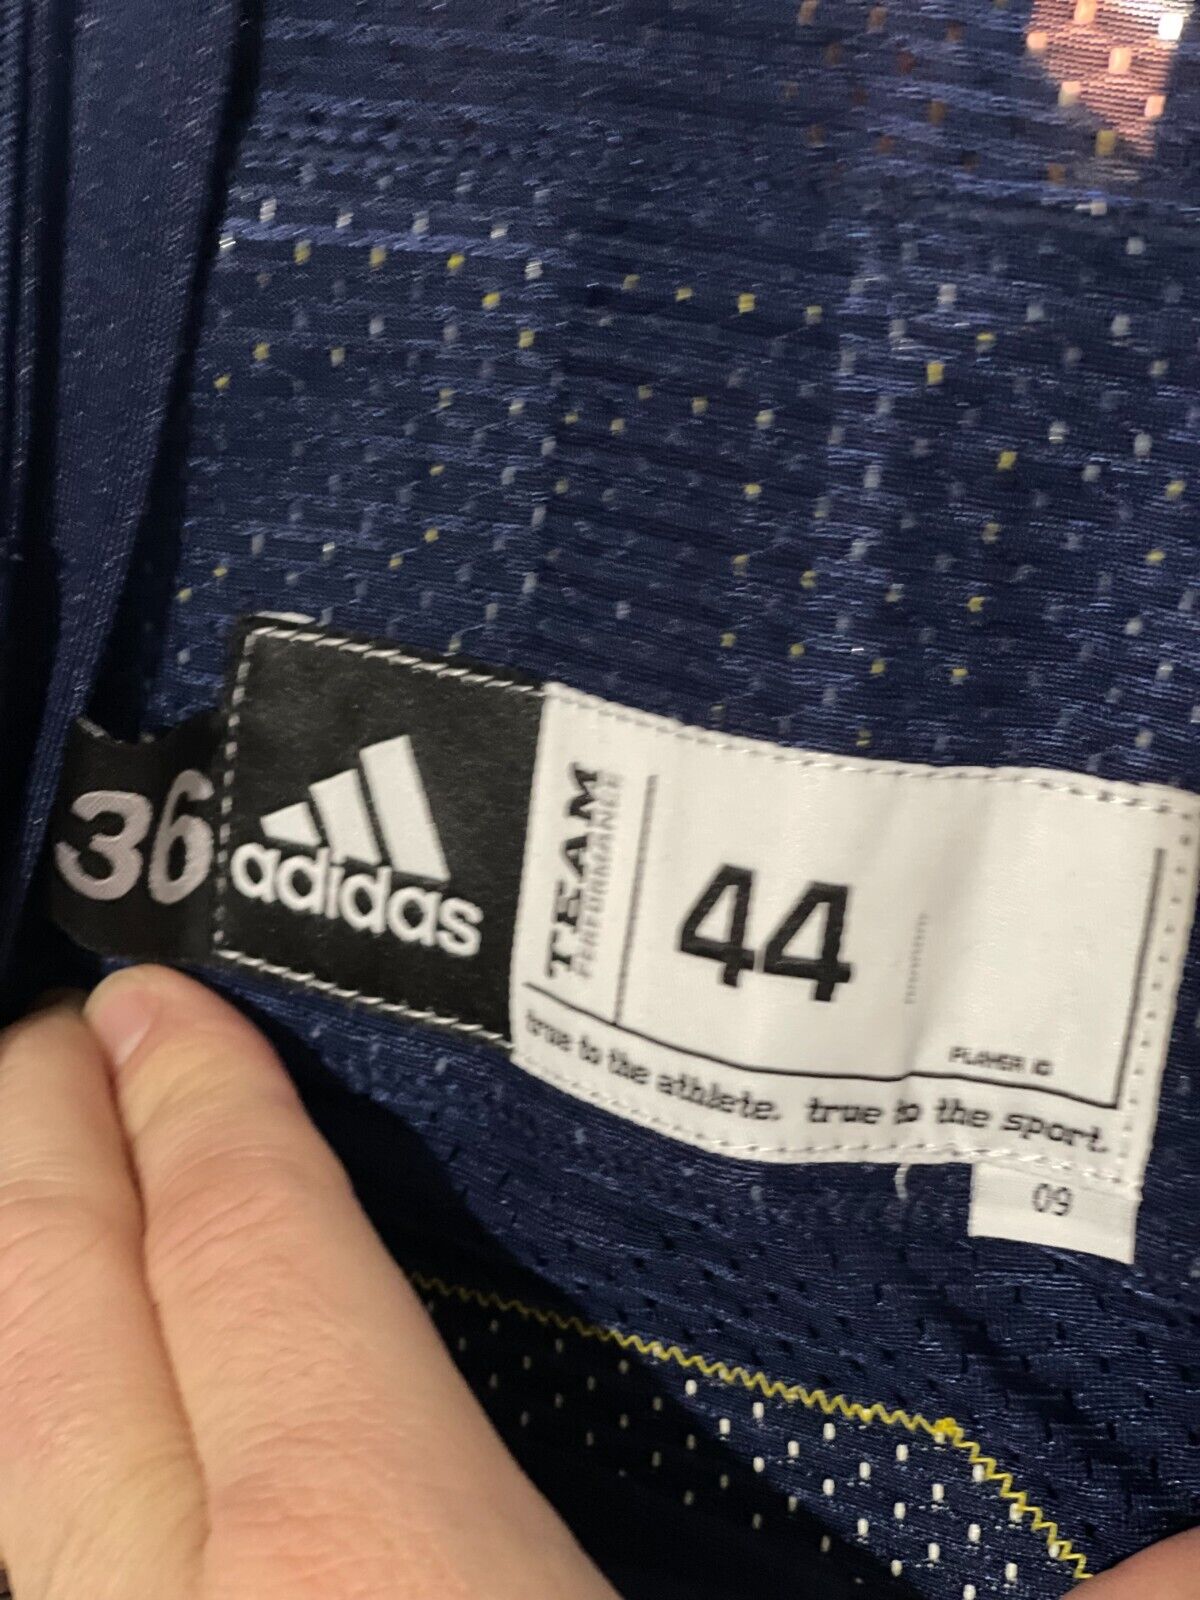 36
adidas
TEAM
PERFORMANCE
44
PLAYER ID
true to the athlete. true to the sport.
09